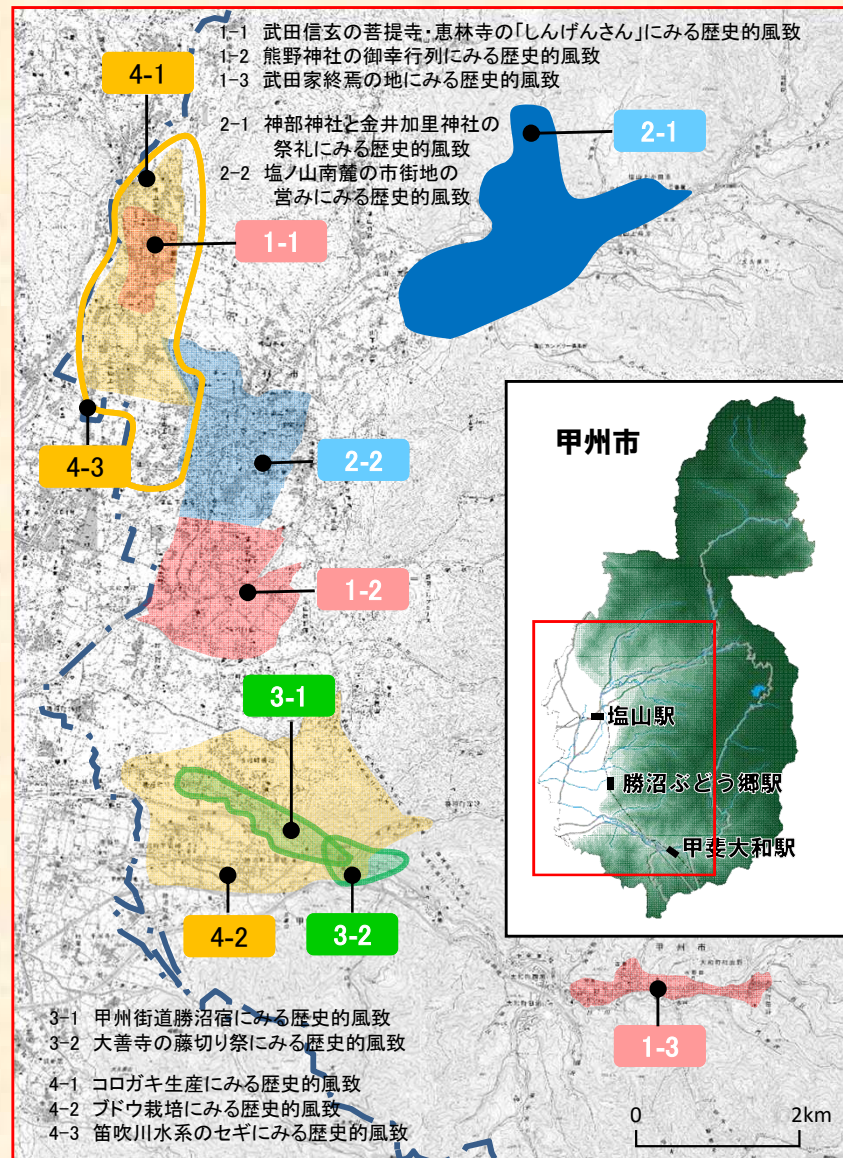 1-1 武田信玄の菩提寺・恵林寺の「しんげんさん」にみる歴史的風致
1-2 熊野神社の御幸行列にみる歴史的風致
1-3 武田家終焉の地にみる歴史的風致
2-1 神部神社と金井加里神社の
祭礼にみる歴史的風致
2-2 塩ノ山南麓の市街地の
営みにみる歴史的風致
4-1
2-1
1-1
4-3
2-2
1-2
3-1
4-2
3-2
1-3
甲州市
塩山駅
勝沼ぶどう郷駅
甲斐大和駅
甲州市
3-1 甲州街道勝沼宿にみる歴史的風致
3-2 大善寺の藤切り祭にみる歴史的風致
4-1 コロガキ生産にみる歴史的風致
4-2 ブドウ栽培にみる歴史的風致
4-3 笛吹川水系のセギにみる歴史的風致
0 2km